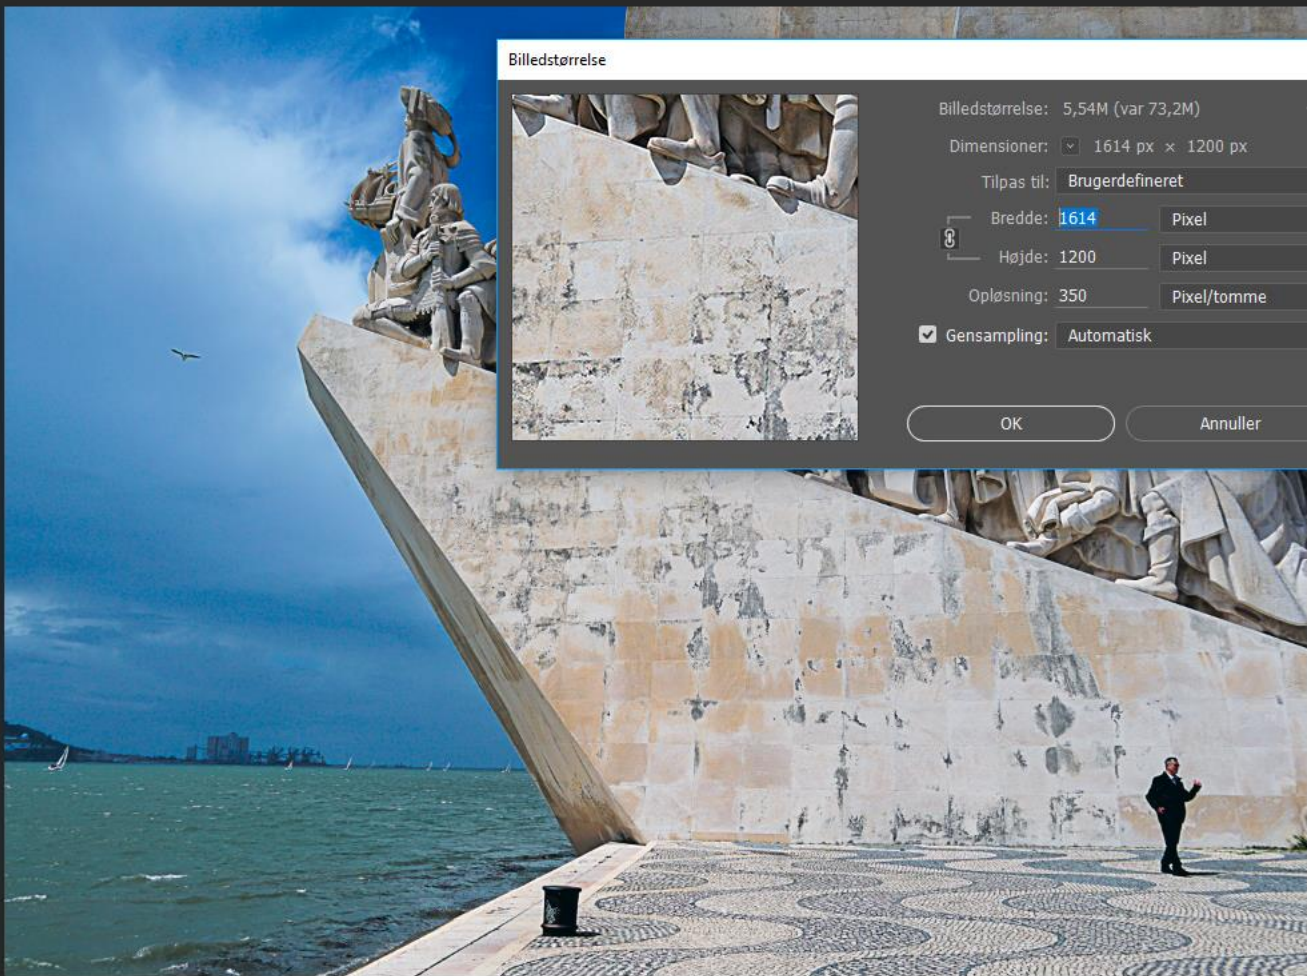 Billedstørrelse
Billedstørrelse: 5,54M (var 73,2M)
Dimensioner: 1614 px × 1200 px
Tilpas til: Brugerdefineret
Bredde: 1614 Pixel
Højde: 1200 Pixel
Opløsning: 350 Pixel/tomme
Gensampling: Automatisk
OK Annuller